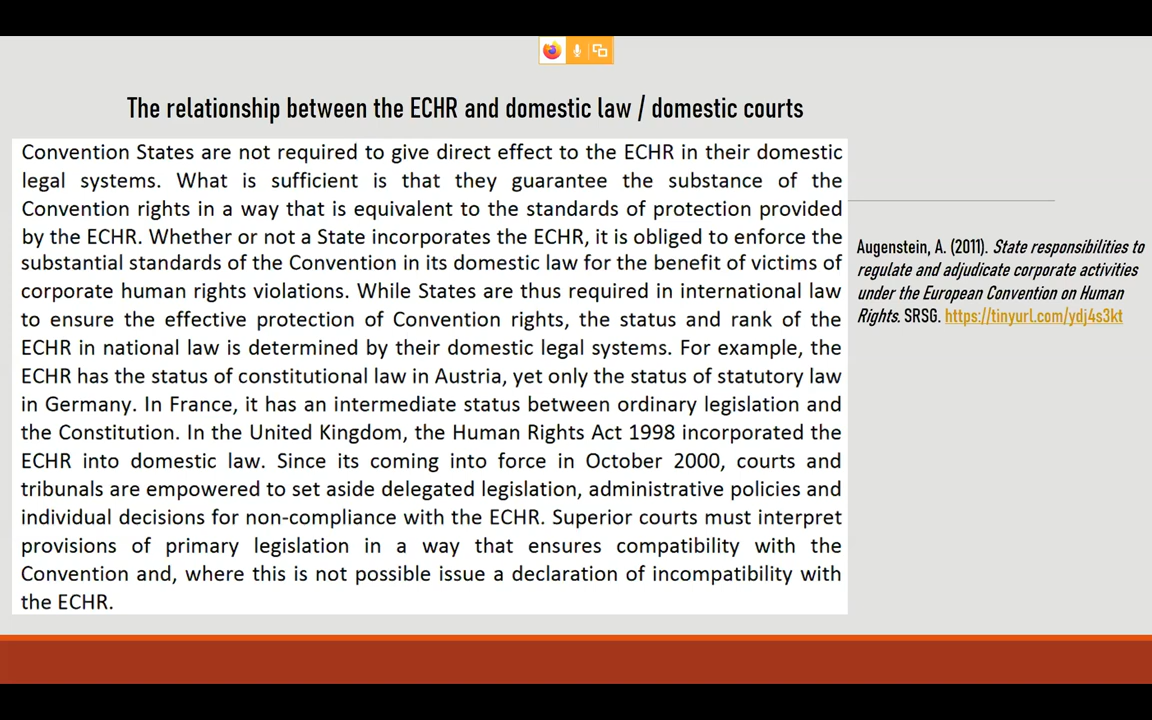 The relationship between the ECHR and domestic law / domestic courts
Convention States are not required to give direct effect to the ECHR in their domestic
legal systems. What is sufficient is that they guarantee the substance of the
Convention rights in a way that is equivalent to the standards of protection provided
by the ECHR. Whether or not a State incorporates the ECHR, it is obliged to enforce the
substantial standards of the Convention in its domestic law for the benefit of victims of
corporate human rights violations. While States are thus required in international law
to ensure the effective protection of Convention rights, the status and rank of the
ECHR in national law is determined by their domestic legal systems. For example, the
ECHR has the status of constitutional law in Austria, yet only the status of statutory law
in Germany. In France, it has an intermediate status between ordinary legislation and
the Constitution. In the United Kingdom, the Human Rights Act 1998 incorporated the
ECHR into domestic law. Since its coming into force in October 2000, courts and
tribunals are empowered to set aside delegated legislation, administrative policies and
individual decisions for non-compliance with the ECHR. Superior courts must interpret
provisions of primary legislation in a way that ensures compatibility with the
Convention and, where this is not possible issue a declaration of incompatibility with
the ECHR.
Augenstein, A. (2011). State responsibilities to
regulate and adjudicate corporate activities
under the European Convention on Human
Rights. SRSG. https://tinyurl.com/ydj4s3kt